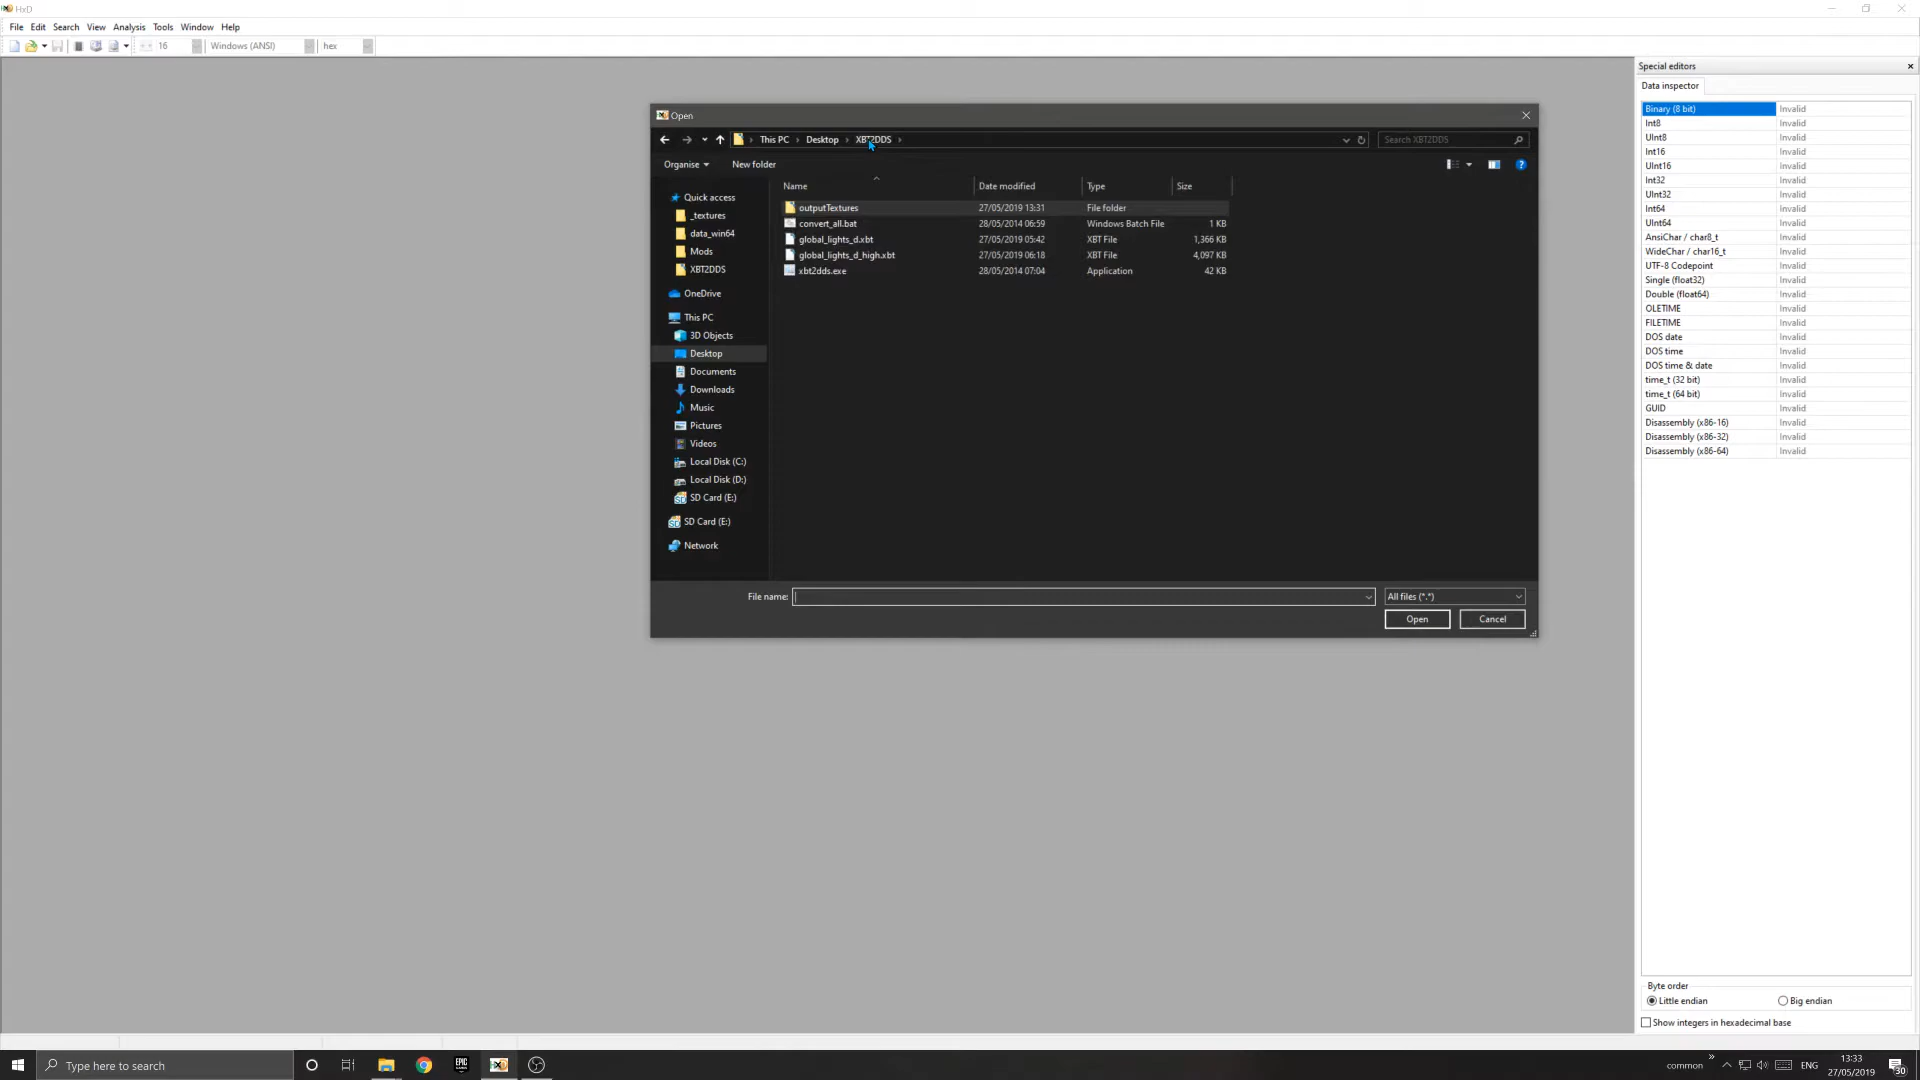 HxD
File Edit Search View Analysis Tools Window Help
16 Windows (ANSI) hex
Special editors
Data inspector
Binary (8 bit) Invalid
Int8 Invalid
UInt8 Invalid
Int16 Invalid
UInt16 Invalid
Int32 Invalid
UInt32 Invalid
Int64 Invalid
UInt64 Invalid
AnsiChar / char8_t Invalid
WideChar / char16_t Invalid
UTF-8 Codepoint Invalid
Single (float32) Invalid
Double (float64) Invalid
OLETIME Invalid
FILETIME Invalid
DOS date Invalid
DOS time Invalid
DOS time & date Invalid
time_t (32 bit) Invalid
time_t (64 bit) Invalid
GUID Invalid
Disassembly (x86-16) Invalid
Disassembly (x86-32) Invalid
Disassembly (x86-64) Invalid
Byte order
Little endian Big endian
Show integers in hexadecimal base
Open
This PC Desktop XBT2DDS
Search XBT2DDS
Organise New folder
Name Date modified Type Size
outputTextures 27/05/2019 13:31 File folder
convert_all.bat 28/05/2014 06:59 Windows Batch File 1 KB
global_lights_d.xbt 27/05/2019 05:42 XBT File 1,366 KB
global_lights_d_high.xbt 27/05/2019 06:18 XBT File 4,097 KB
xbt2dds.exe 28/05/2014 07:04 Application 42 KB
Quick access
_textures
data_win64
Mods
XBT2DDS
OneDrive
This PC
3D Objects
Desktop
Documents
Downloads
Music
Pictures
Videos
Local Disk (C:)
Local Disk (D:)
SD Card (E:)
SD Card (E:)
Network
File name:
All files (*.*)
Open Cancel
Type here to search
EPIC
common
ENG
13:33
27/05/2019
30